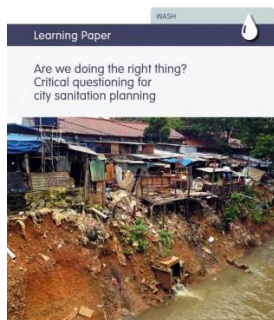 WASH
Learning Paper
Are we doing the right thing?
Critical questioning for
city sanitation planning